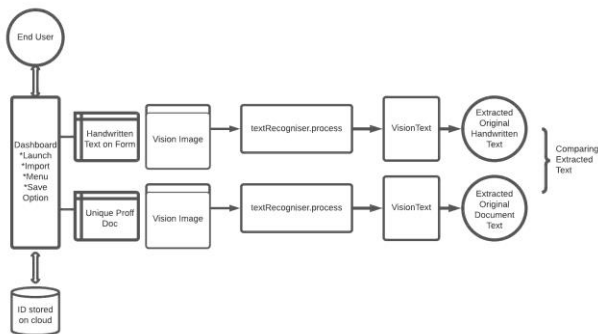 End User
Dashboard
*Launch
*Import
*Menu
*Save
Option
Handwritten
Text on Form
Vision Image
textRecogniser.process
VisionText
Extracted
Original
Handwritten
Text
Unique Proff
Doc
Vision Image
textRecogniser.process
VisionText
Extracted
Original
Document
Text
Comparing
Extracted
Text
ID stored
on cloud